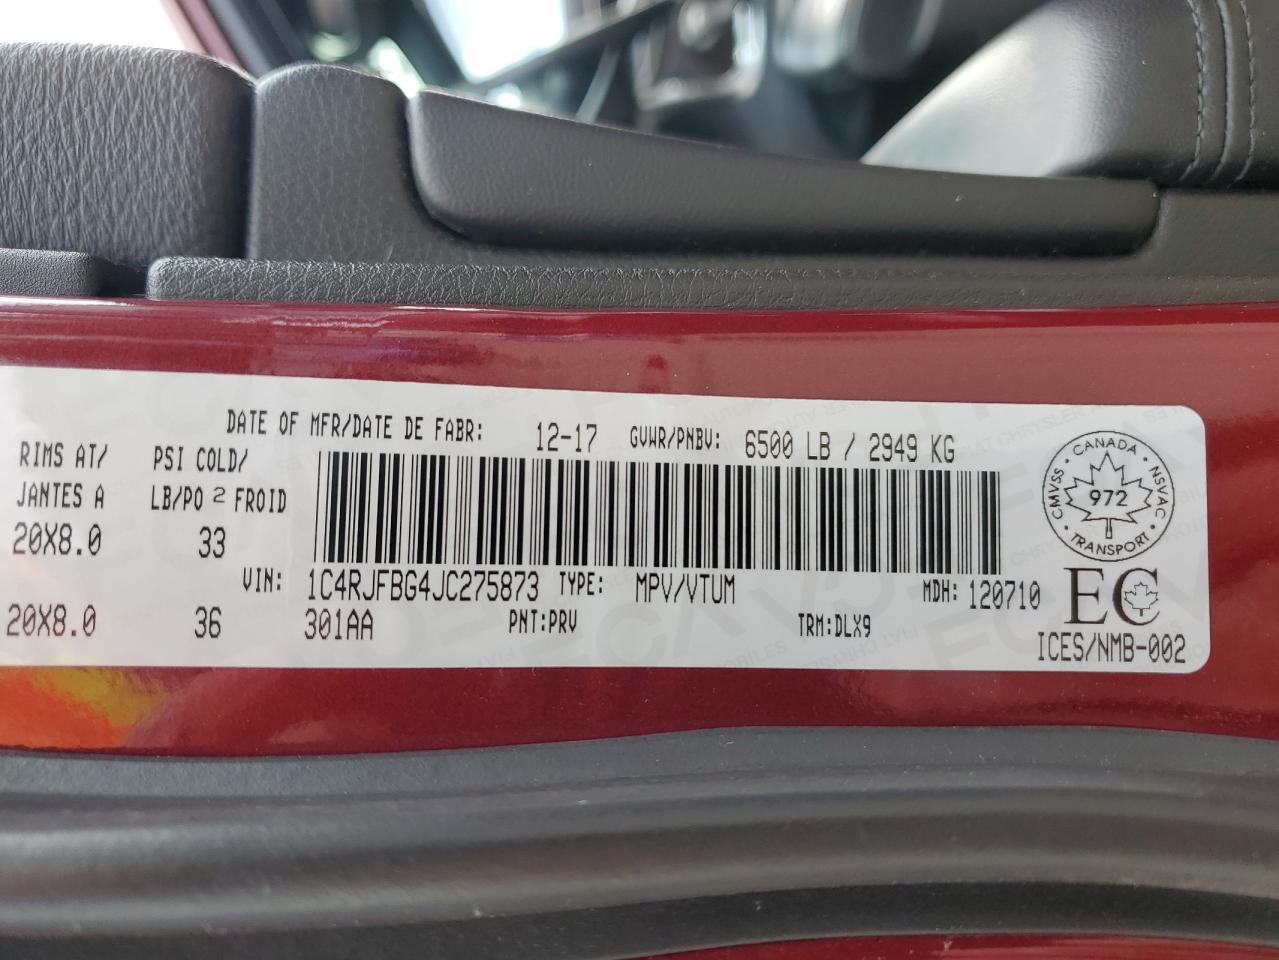 DATE OF MFR/DATE DE FABR: 12-17 GVWR/PNBV: 6500 LB / 2949 KG
RIMS AT/ PSI COLD/
JANTES A LB/PO 2 FROID
20X8.0 33
VIN: 1C4RJFBG4JC275873 TYPE: MPV/VTUM MDH: 120710
20X8.0 36 301AA PNT:PRV TRM:DLX9
CMVSS · CANADA · NSVAC
972
· TRANSPORT ·
EC
ICES/NMB-002